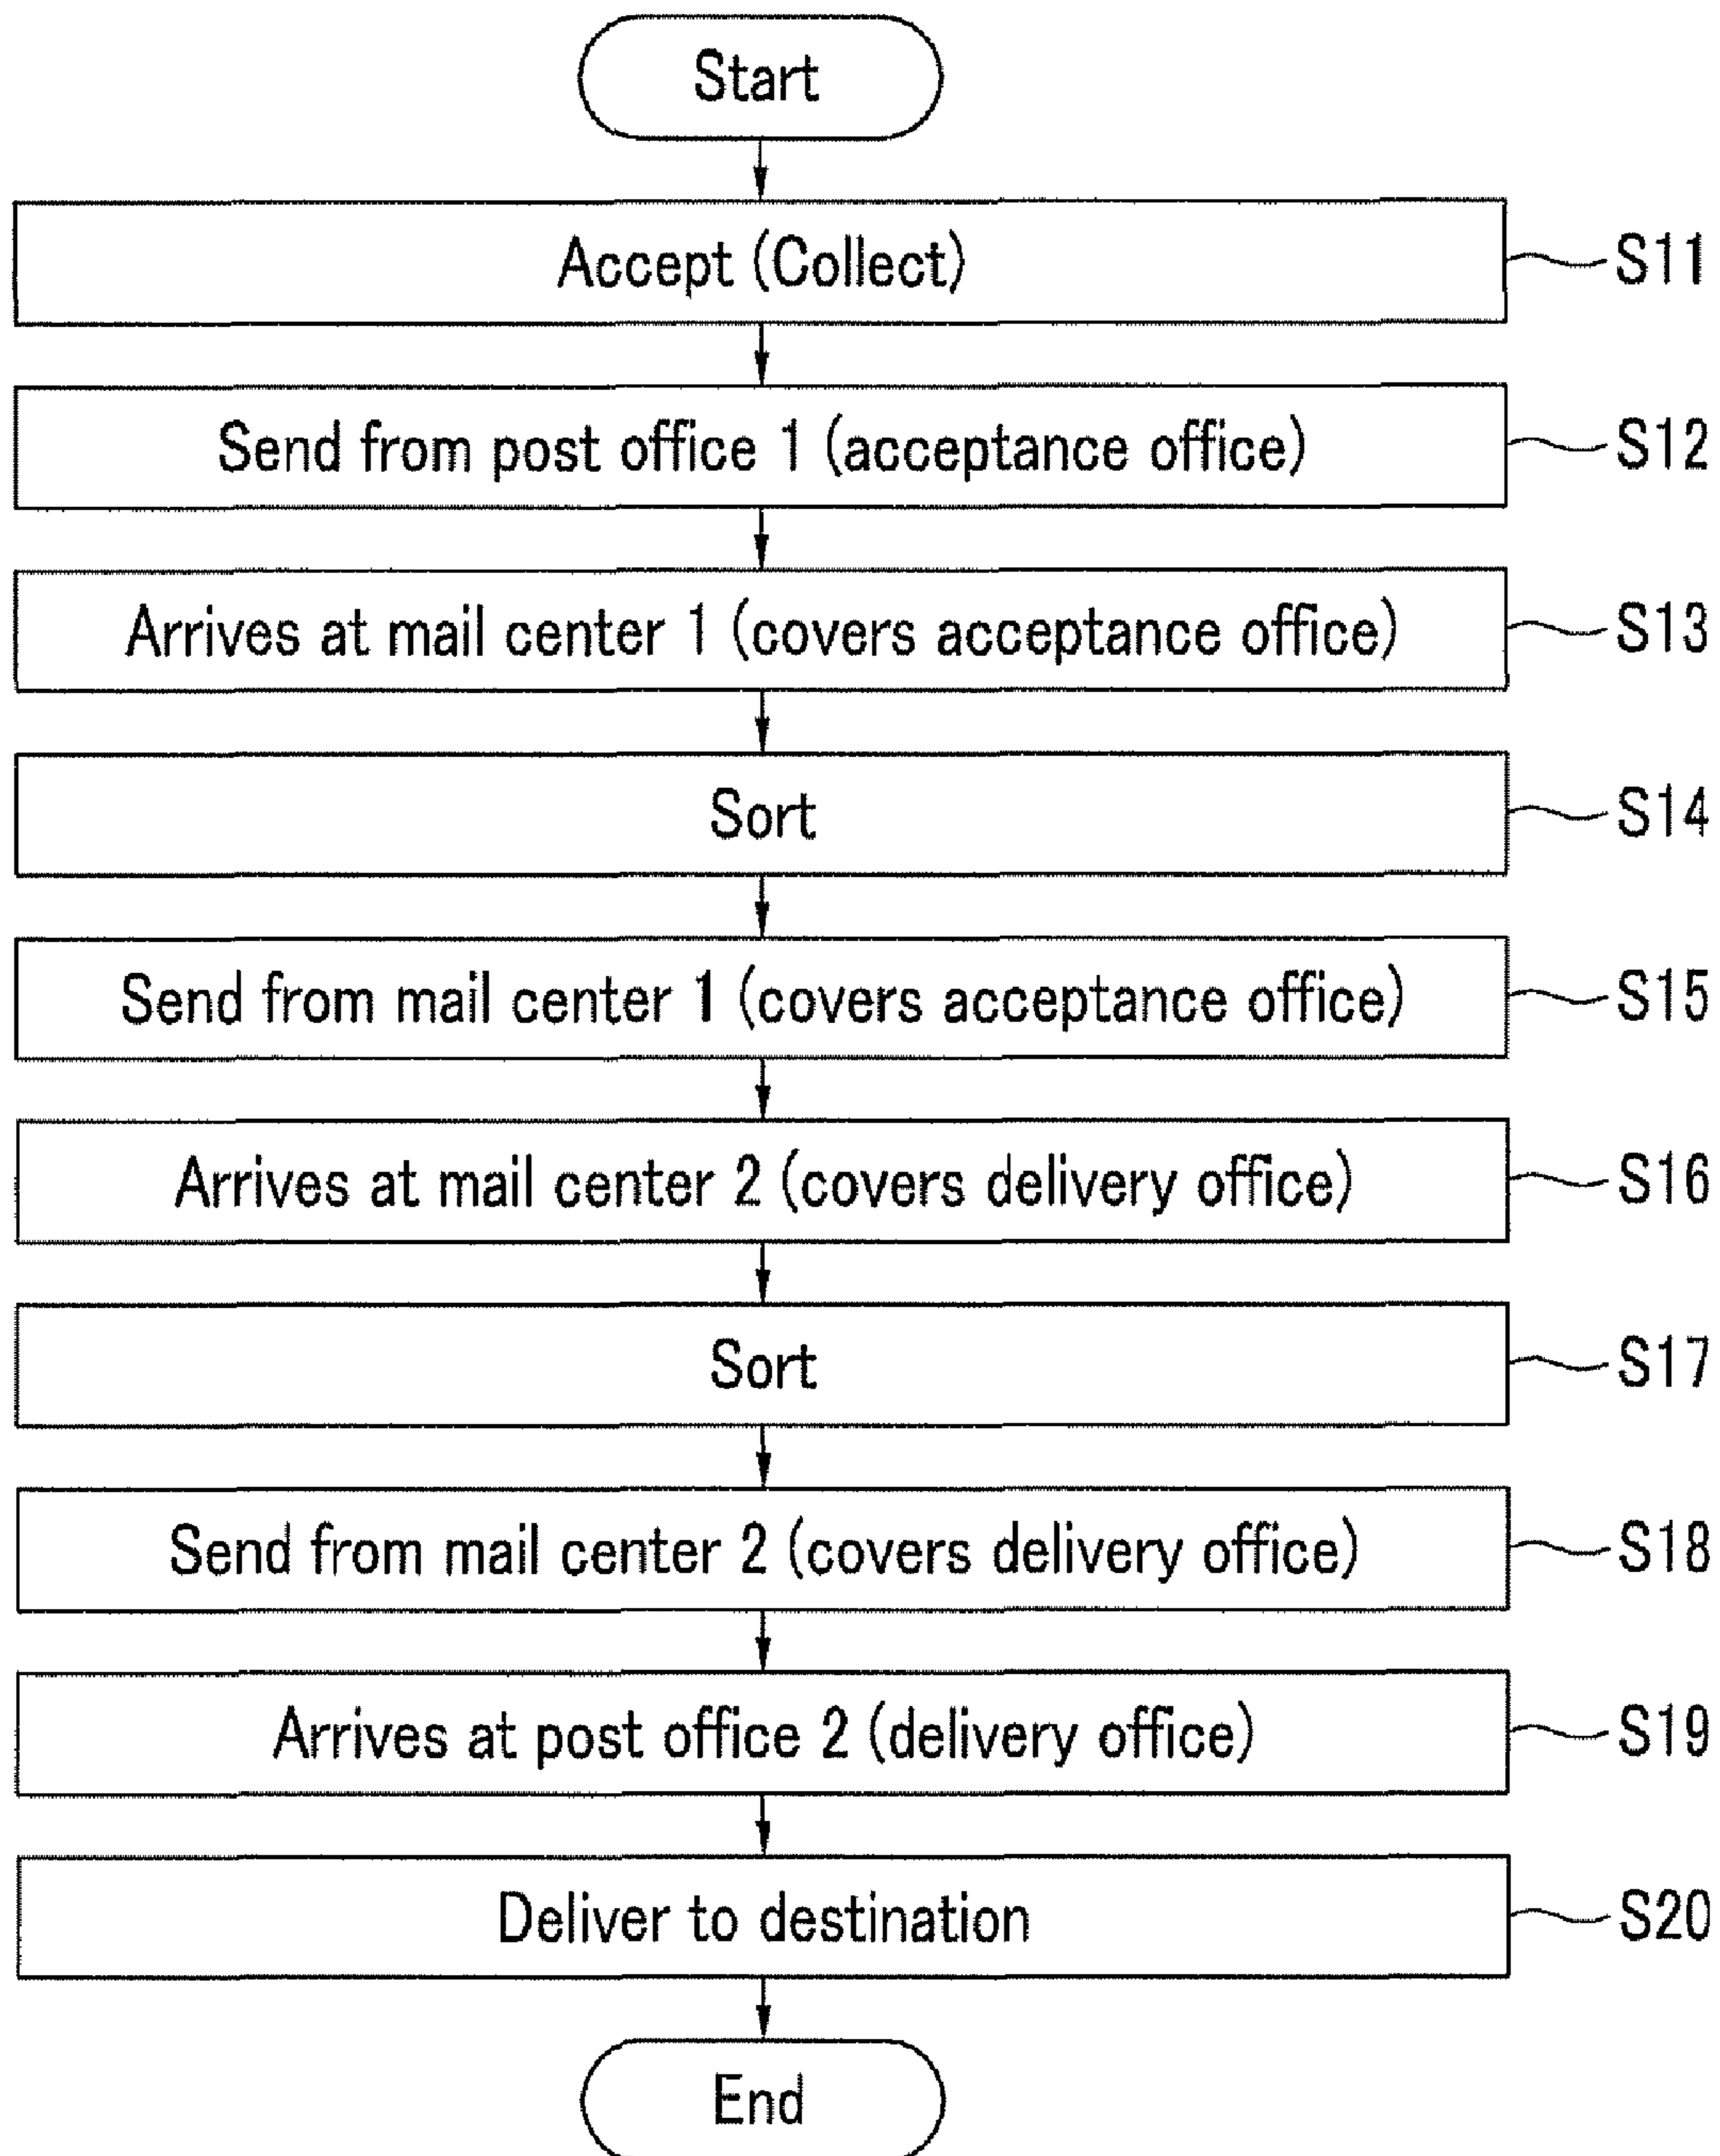 Start
Accept (Collect)
S11
Send from post office 1 (acceptance office)
S12
Arrives at mail center 1 (covers acceptance office)
S13
Sort
S14
Send from mail center 1 (covers acceptance office)
S15
Arrives at mail center 2 (covers delivery office)
S16
Sort
S17
Send from mail center 2 (covers delivery office)
S18
Arrives at post office 2 (delivery office)
S19
Deliver to destination
S20
End